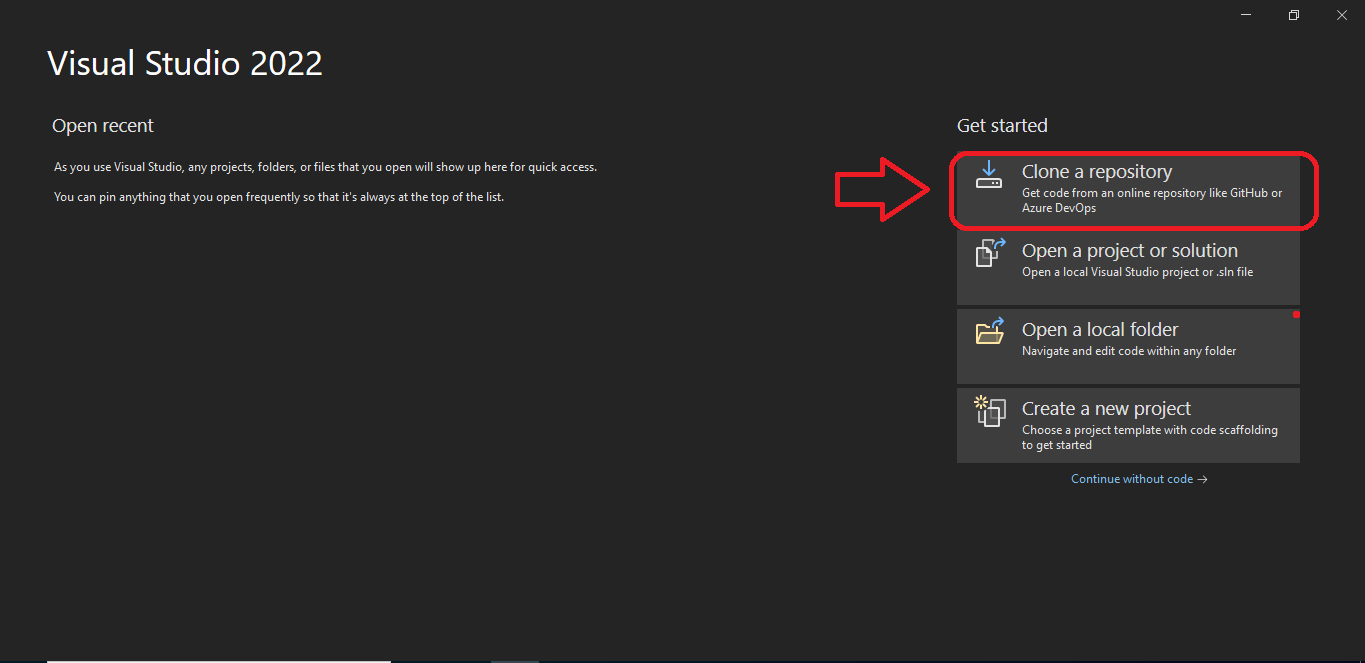 Visual Studio 2022
Open recent
As you use Visual Studio, any projects, folders, or files that you open will show up here for quick access.
You can pin anything that you open frequently so that it's always at the top of the list.
Get started
Clone a repository
Get code from an online repository like GitHub or
Azure DevOps
Open a project or solution
Open a local Visual Studio project or .sln file
Open a local folder
Navigate and edit code within any folder
Create a new project
Choose a project template with code scaffolding
to get started
Continue without code →